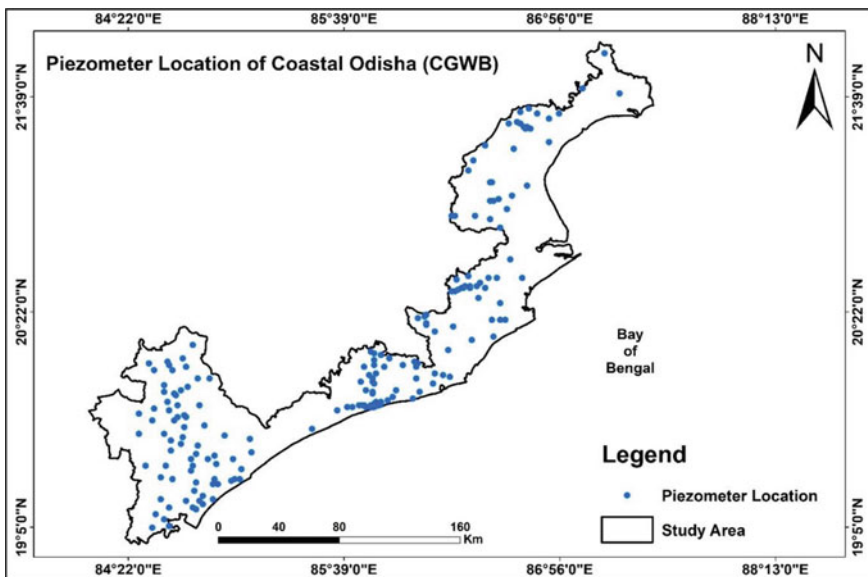 84°22'0"E 85°39'0"E 86°56'0"E 88°13'0"E
Piezometer Location of Coastal Odisha (CGWB)
N
21°39'0"N 21°39'0"N
20°22'0"N 20°22'0"N
Bay
of
Bengal
Legend
Piezometer Location
Study Area
19°5'0"N 19°5'0"N
0 40 80 160
Km
84°22'0"E 85°39'0"E 86°56'0"E 88°13'0"E